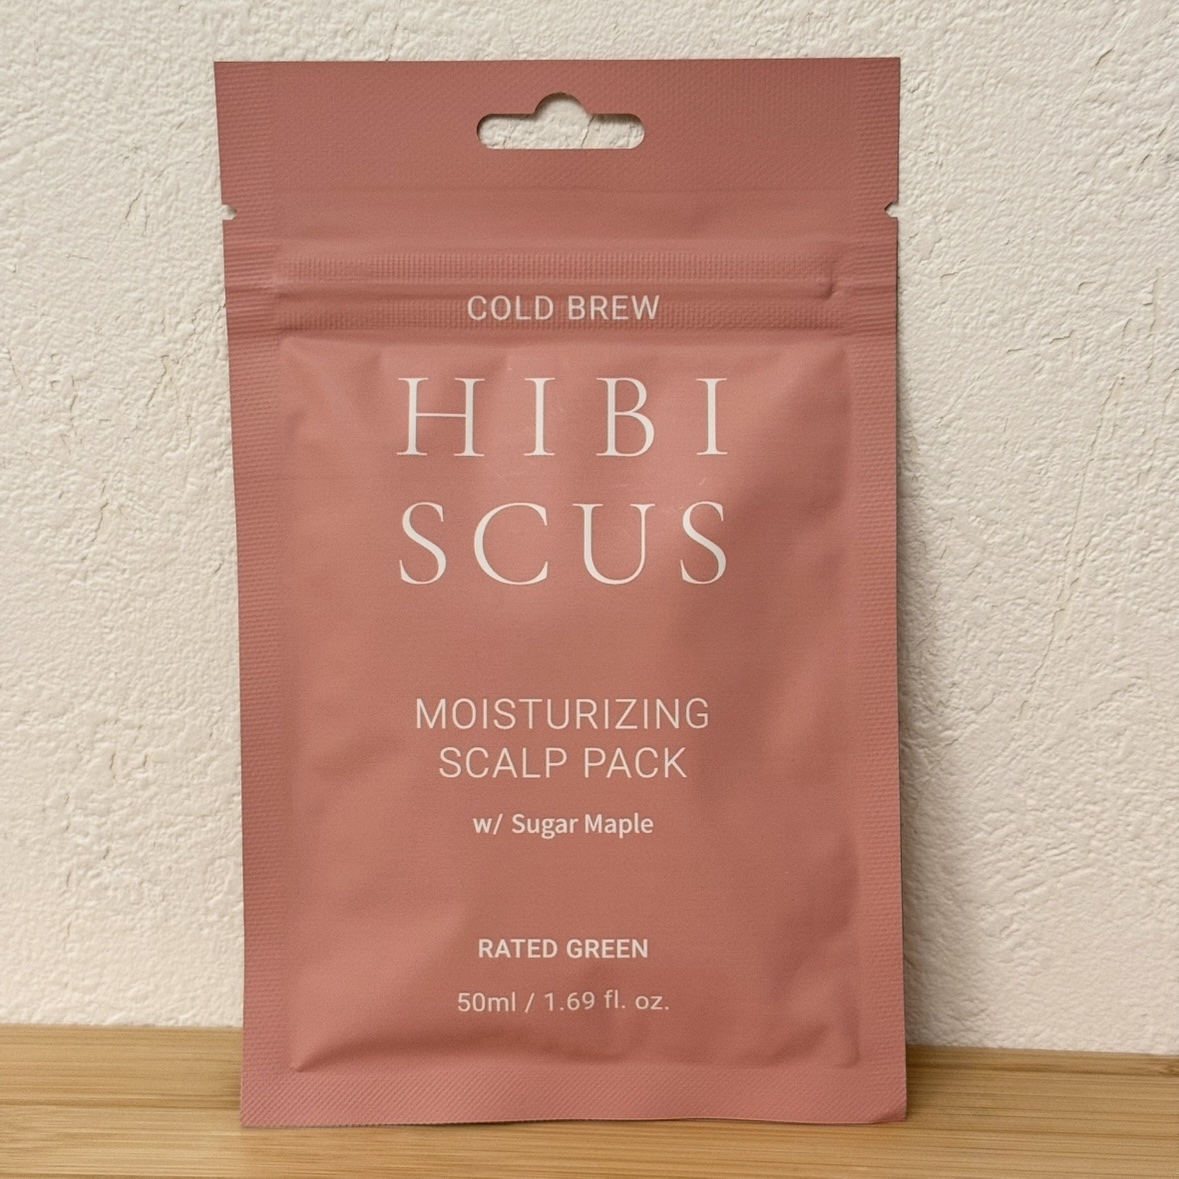 COLD BREW
HIBI
SCUS
MOISTURIZING
SCALP PACK
w/ Sugar Maple
RATED GREEN
50ml / 1.69 fl. oz.